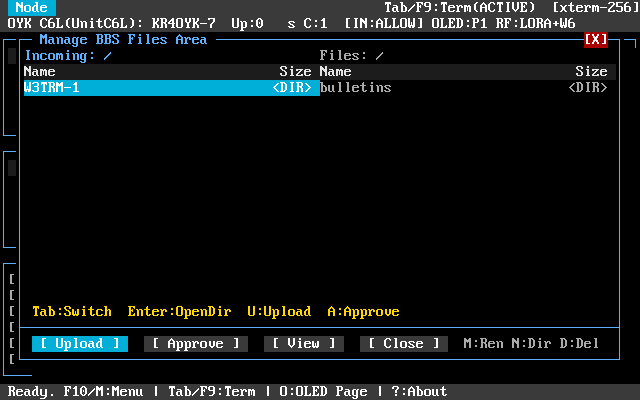 Node Tab/F9:Term(ACTIVE) [xterm-256]
OYK C6L(UnitC6L): KR4OYK-7 Up:0 s C:1 [IN:ALLOW] OLED:P1 RF:LORA+W6
Manage BBS Files Area [X]
Incoming: / Files: /
Name Size Name Size
W3TRM-1 <DIR> bulletins <DIR>
[
[
Tab:Switch Enter:OpenDir U:Upload A:Approve
[
[
[ Upload ] [ Approve ] [ View ] [ Close ] M:Ren N:Dir D:Del
[
[
Ready. F10/M:Menu | Tab/F9:Term | O:OLED Page | ?:About